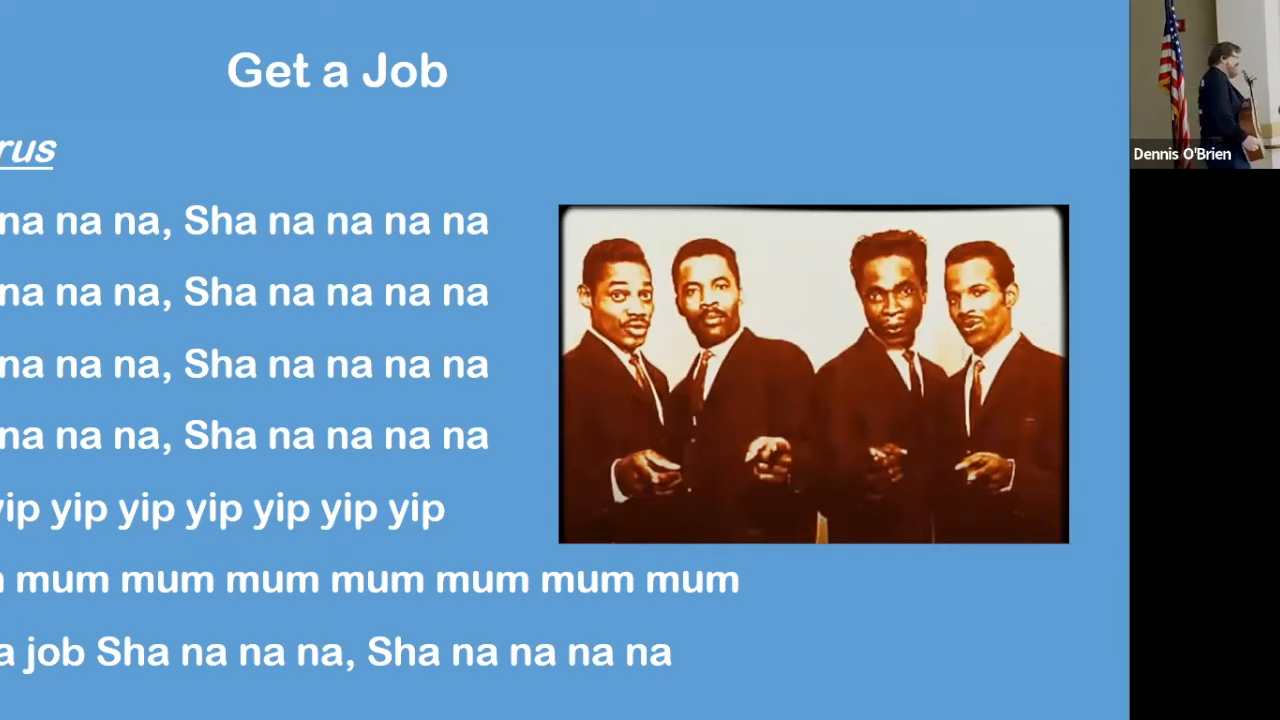 Get a Job
rus
na na na, Sha na na na na
na na na, Sha na na na na
na na na, Sha na na na na
na na na, Sha na na na na
yip yip yip yip yip yip yip
mum mum mum mum mum mum mum
a job Sha na na na, Sha na na na na
Dennis O'Brien